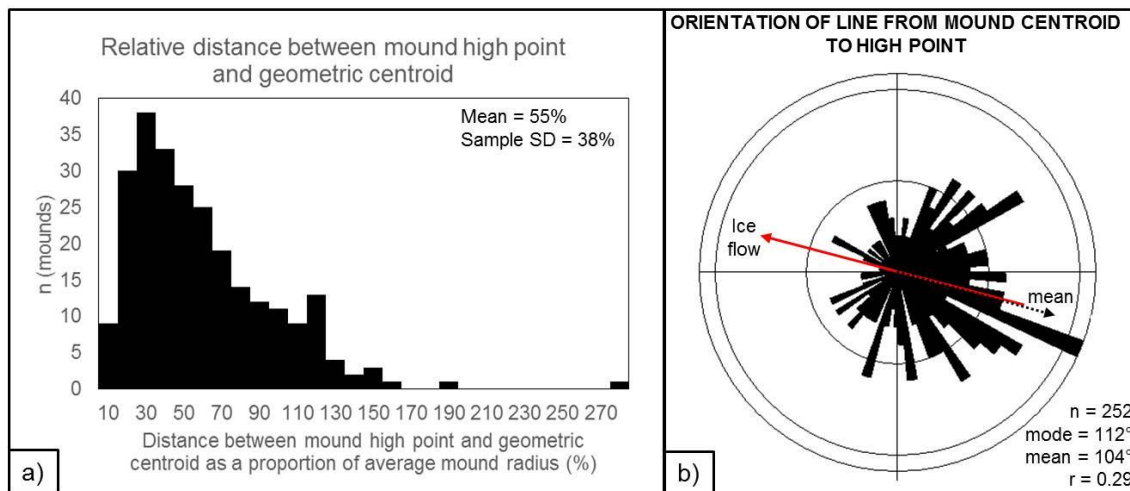 Relative distance between mound high point
and geometric centroid
Mean = 55%
Sample SD = 38%
n (mounds)
40
35
30
25
20
15
10
5
0
10 30 50 70 90 110 130 150 170 190 210 230 250 270
Distance between mound high point and geometric
centroid as a proportion of average mound radius (%)
a)
ORIENTATION OF LINE FROM MOUND CENTROID
TO HIGH POINT
Ice
flow
mean
n = 252
mode = 112°
mean = 104°
r = 0.29
b)